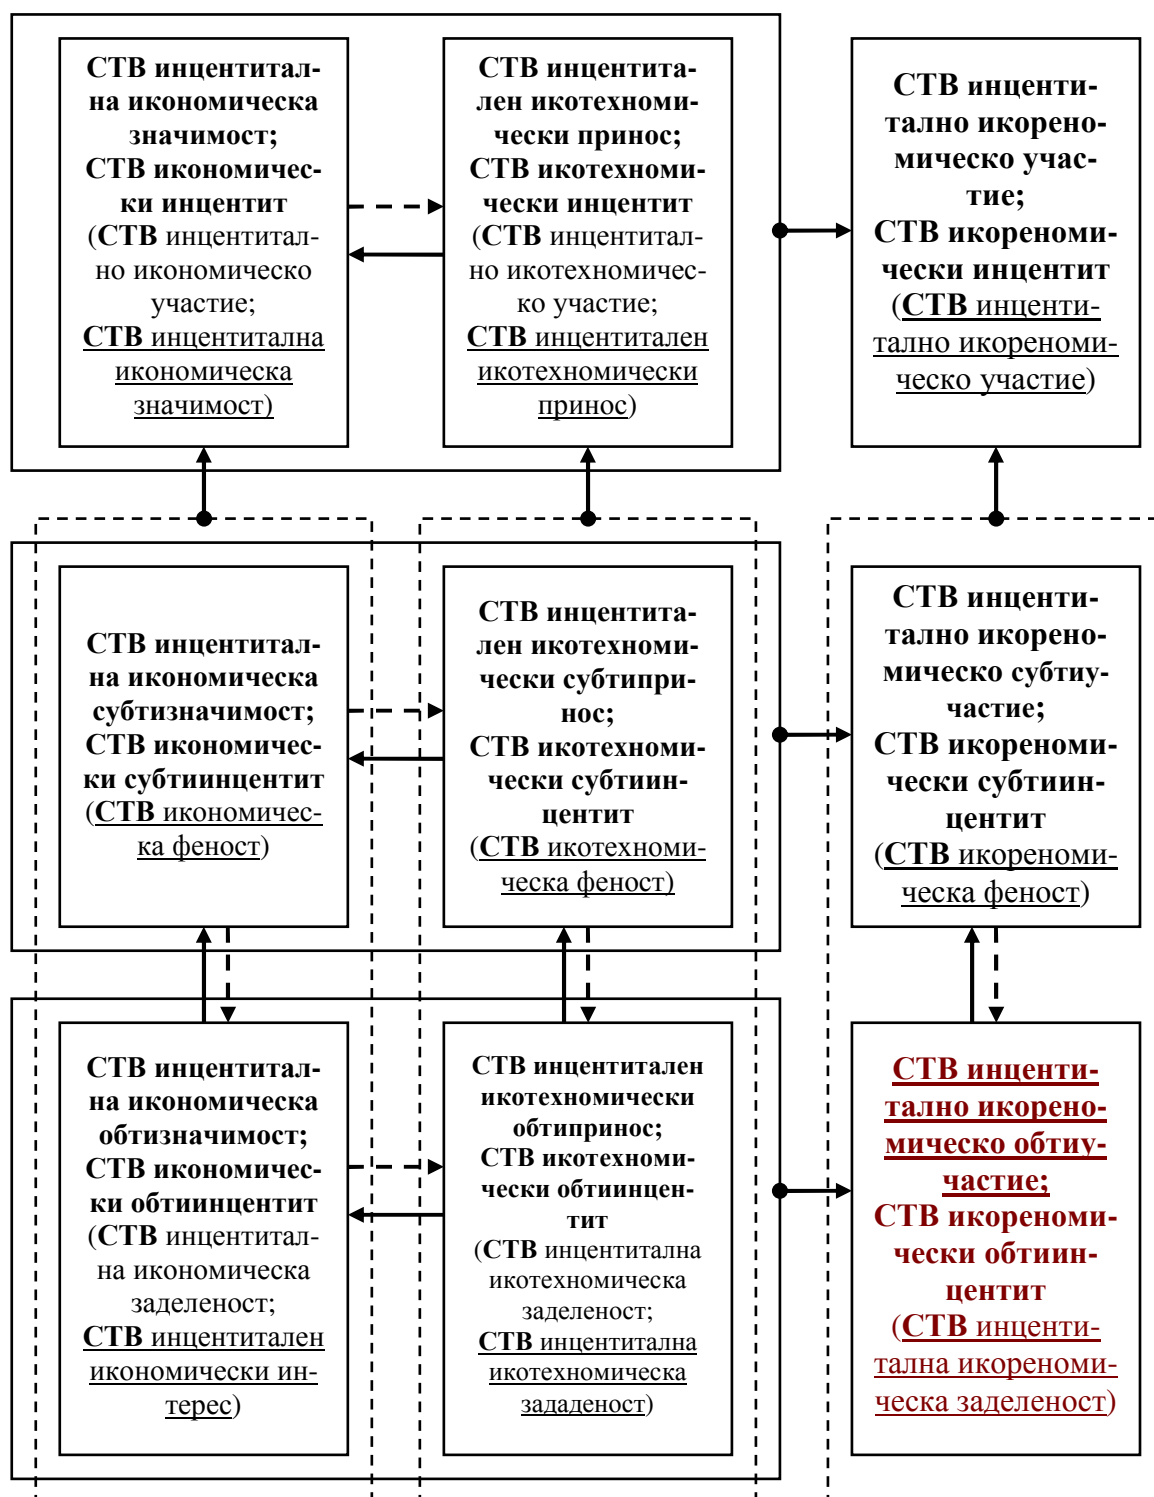 СТВ инцентитал-
на икономическа
значимост;
СТВ икономичес-
ки инцентит
(СТВ инцентитал-
но икономическо
участие;
СТВ инцентитална
икономическа
значимост)
СТВ инцентита-
лен икотехноми-
чески принос;
СТВ икотехноми-
чески инцентит
(СТВ инцентитал-
но икотехномичес-
ко участие;
СТВ инцентитален
икотехномически
принос)
СТВ инценти-
тално икорено-
мическо учас-
тие;
СТВ икореноми-
чески инцентит
(СТВ инценти-
тално икореноми-
ческо участие)
СТВ инцентитал-
на икономическа
субтизначимост;
СТВ икономичес-
ки субтиинцентит
(СТВ икономичес-
ка феност)
СТВ инцентита-
лен икотехноми-
чески субтипри-
нос;
СТВ икотехноми-
чески субтиин-
центит
(СТВ икотехноми-
ческа феност)
СТВ инценти-
тално икорено-
мическо субтиу-
частие;
СТВ икореноми-
чески субтиин-
центит
(СТВ икореноми-
ческа феност)
СТВ инцентитал-
на икономическа
обтизначимост;
СТВ икономичес-
ки обтиинцентит
(СТВ инцентитал-
на икономическа
заделеност;
СТВ инцентитален
икономически ин-
терес)
СТВ инцентитален
икотехномически
обтипринос;
СТВ икотехноми-
чески обтиинцен-
тит
(СТВ инцентитална
икотехномическа
заделеност;
СТВ инцентитална
икотехномическа
зададеност)
СТВ инценти-
тално икорено-
мическо обтиу-
частие;
СТВ икореноми-
чески обтиин-
центит
(СТВ инценти-
тална икореноми-
ческа заделеност)